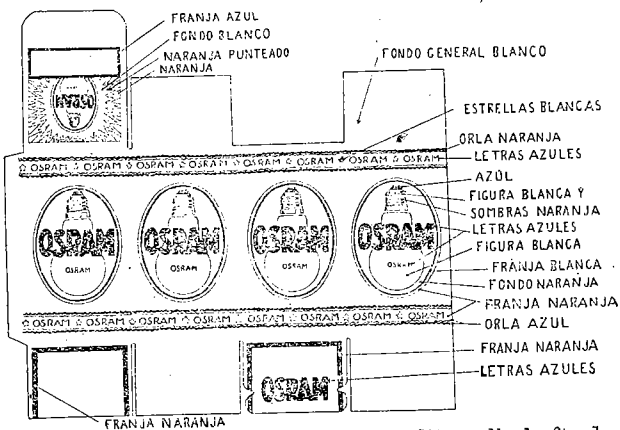 FRANJA AZUL
FONDO BLANCO
NARANJA PUNTEADO
NARANJA
FONDO GENERAL BLANCO
OSRAM
ESTRELLAS BLANCAS
ORLA NARANJA
LETRAS AZULES
OSRAM OSRAM OSRAM OSRAM OSRAM OSRAM OSRAM OSRAM
AZUL
FIGURA BLANCA Y
SOMBRAS NARANJA
LETRAS AZULES
FIGURA BLANCA
FRANJA BLANCA
FONDO NARANJA
FRANJA NARANJA
ORLA AZUL
OSRAM OSRAM OSRAM OSRAM
OSRAM OSRAM OSRAM OSRAM
OSRAM OSRAM OSRAM OSRAM OSRAM OSRAM OSRAM OSRAM
FRANJA NARANJA
LETRAS AZULES
OSRAM
FRANJA NARANJA